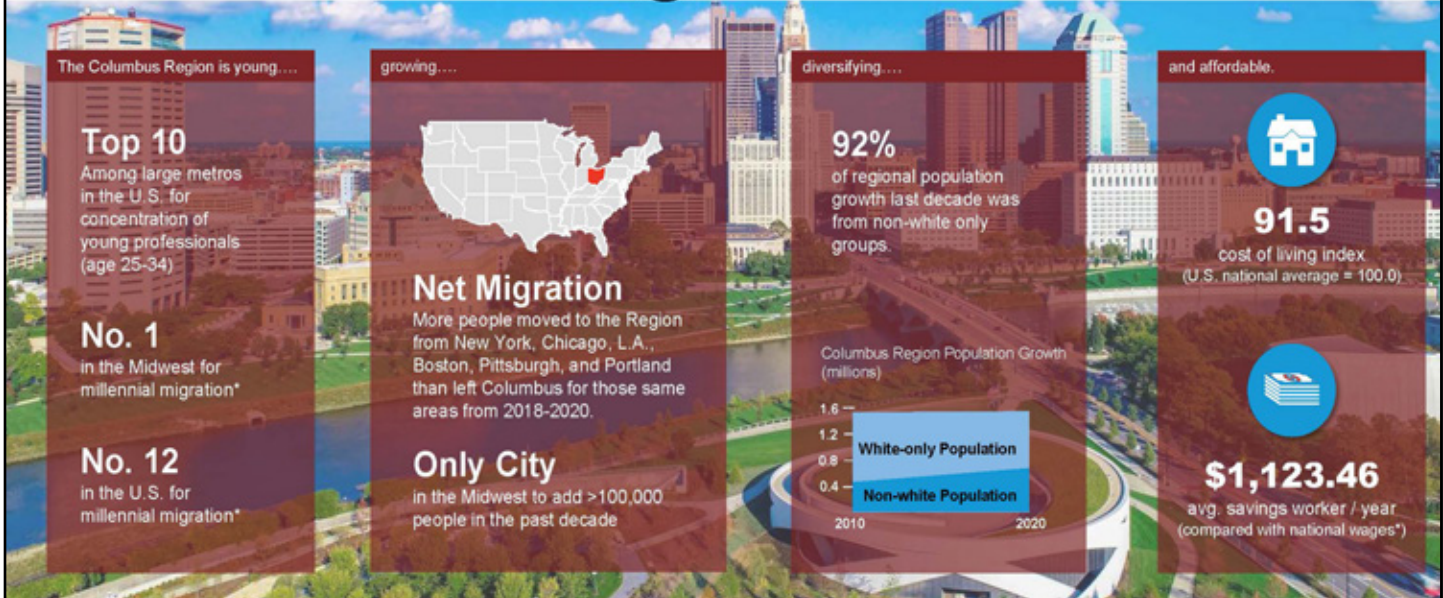 The Columbus Region is young....
Top 10
Among large metros
in the U.S. for
concentration of
young professionals
(age 25-34)
No. 1
in the Midwest for
millennial migration*
No. 12
in the U.S. for
millennial migration*
growing....
Net Migration
More people moved to the Region
from New York, Chicago, L.A.,
Boston, Pittsburgh, and Portland
than left Columbus for those same
areas from 2018-2020.
Only City
in the Midwest to add >100,000
people in the past decade
diversifying....
92%
of regional population
growth last decade was
from non-white only
groups.
Columbus Region Population Growth
(millions)
1.6
1.2
0.8
0.4
White-only Population
Non-white Population
2010
2020
and affordable.
91.5
cost of living index
(U.S. national average = 100.0)
$1,123.46
avg. savings worker / year
(compared with national wages*)